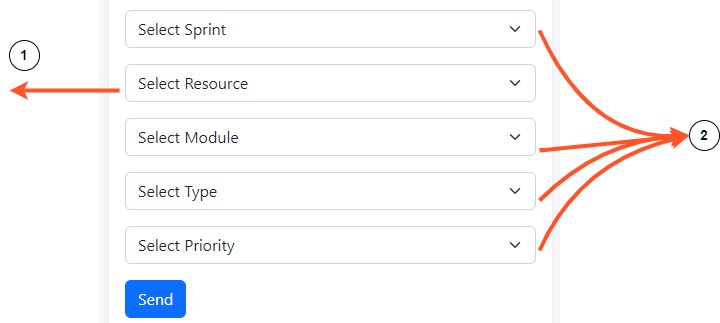 Select Sprint
1
Select Resource
Select Module
2
Select Type
Select Priority
Send